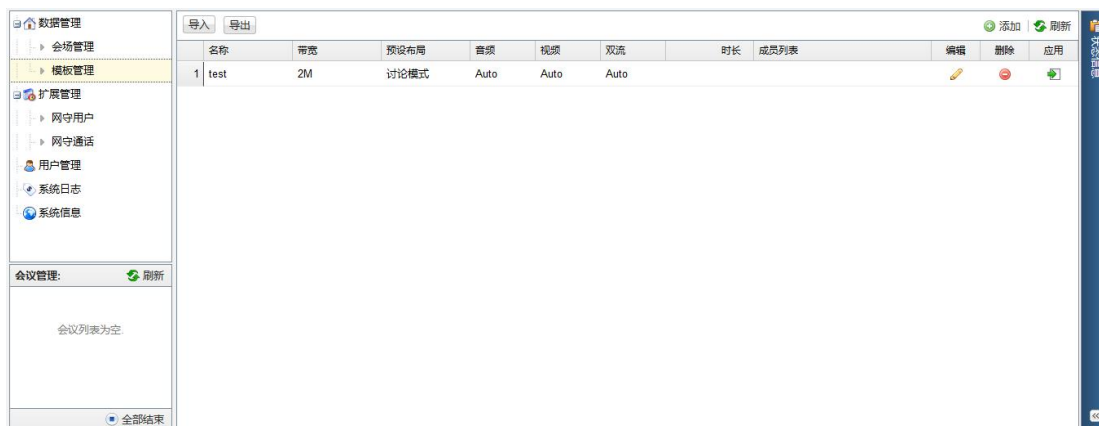 数据管理
会场管理
模板管理
扩展管理
网守用户
网守通话
用户管理
系统日志
系统信息
会议管理: 刷新
会议列表为空.
全部结束
导入 导出 添加 刷新
名称 带宽 预设布局 音频 视频 双流 时长 成员列表 编辑 删除 应用
1 test 2M 讨论模式 Auto Auto Auto
状态信息